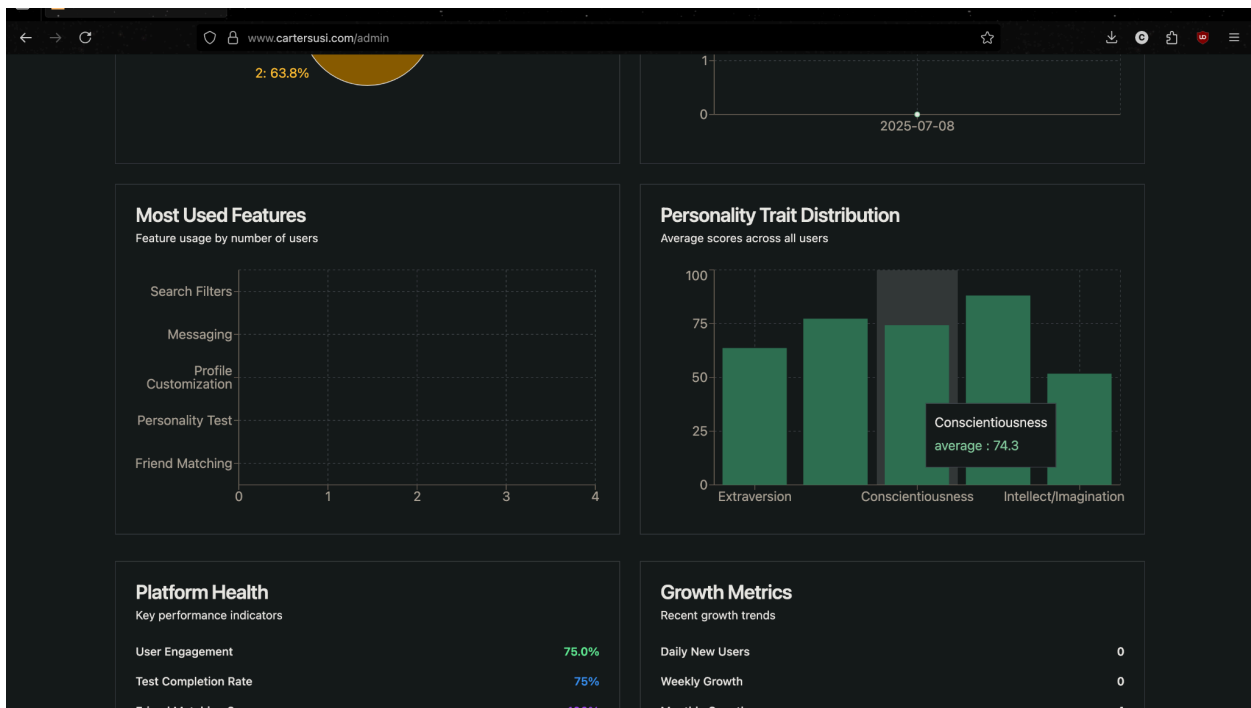 www.cartersusi.com/admin
2: 63.8%
1
0
2025-07-08
Most Used Features
Feature usage by number of users
Search Filters
Messaging
Profile
Customization
Personality Test
Friend Matching
0 1 2 3 4
Personality Trait Distribution
Average scores across all users
100
75
50
25
0
Conscientiousness
average : 74.3
Extraversion Conscientiousness Intellect/Imagination
Platform Health
Key performance indicators
User Engagement 75.0%
Test Completion Rate 75%
Growth Metrics
Recent growth trends
Daily New Users 0
Weekly Growth 0